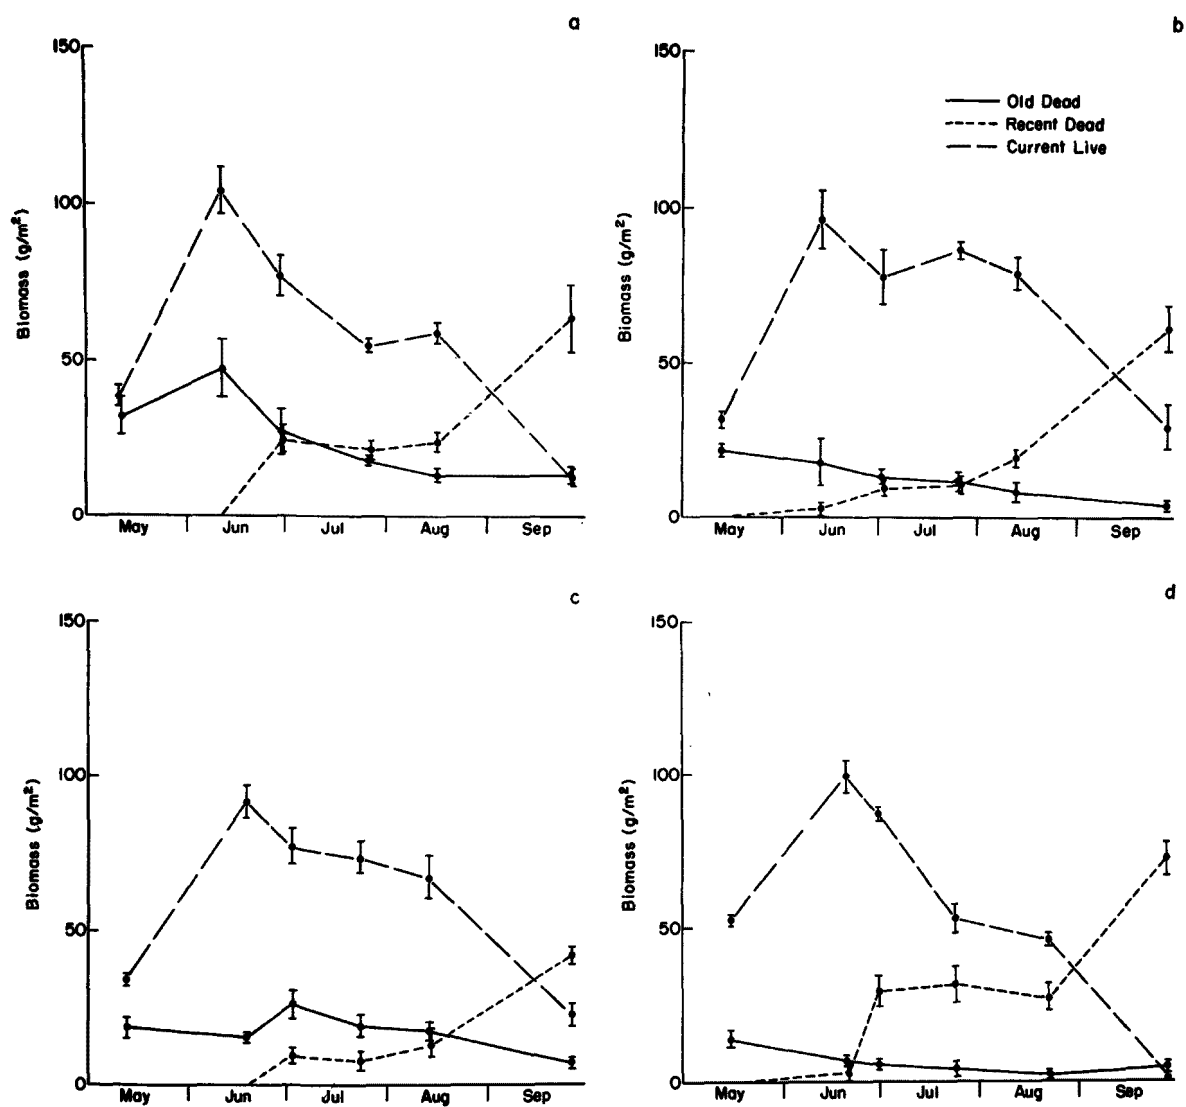 a
150
100
50
0
Biomass (g/m²)
May Jun Jul Aug Sep
b
150
100
50
0
Biomass (g/m²)
Old Dead
Recent Dead
Current Live
May Jun Jul Aug Sep
c
150
100
50
0
Biomass (g/m²)
May Jun Jul Aug Sep
d
150
100
50
0
Biomass (g/m²)
May Jun Jul Aug Sep